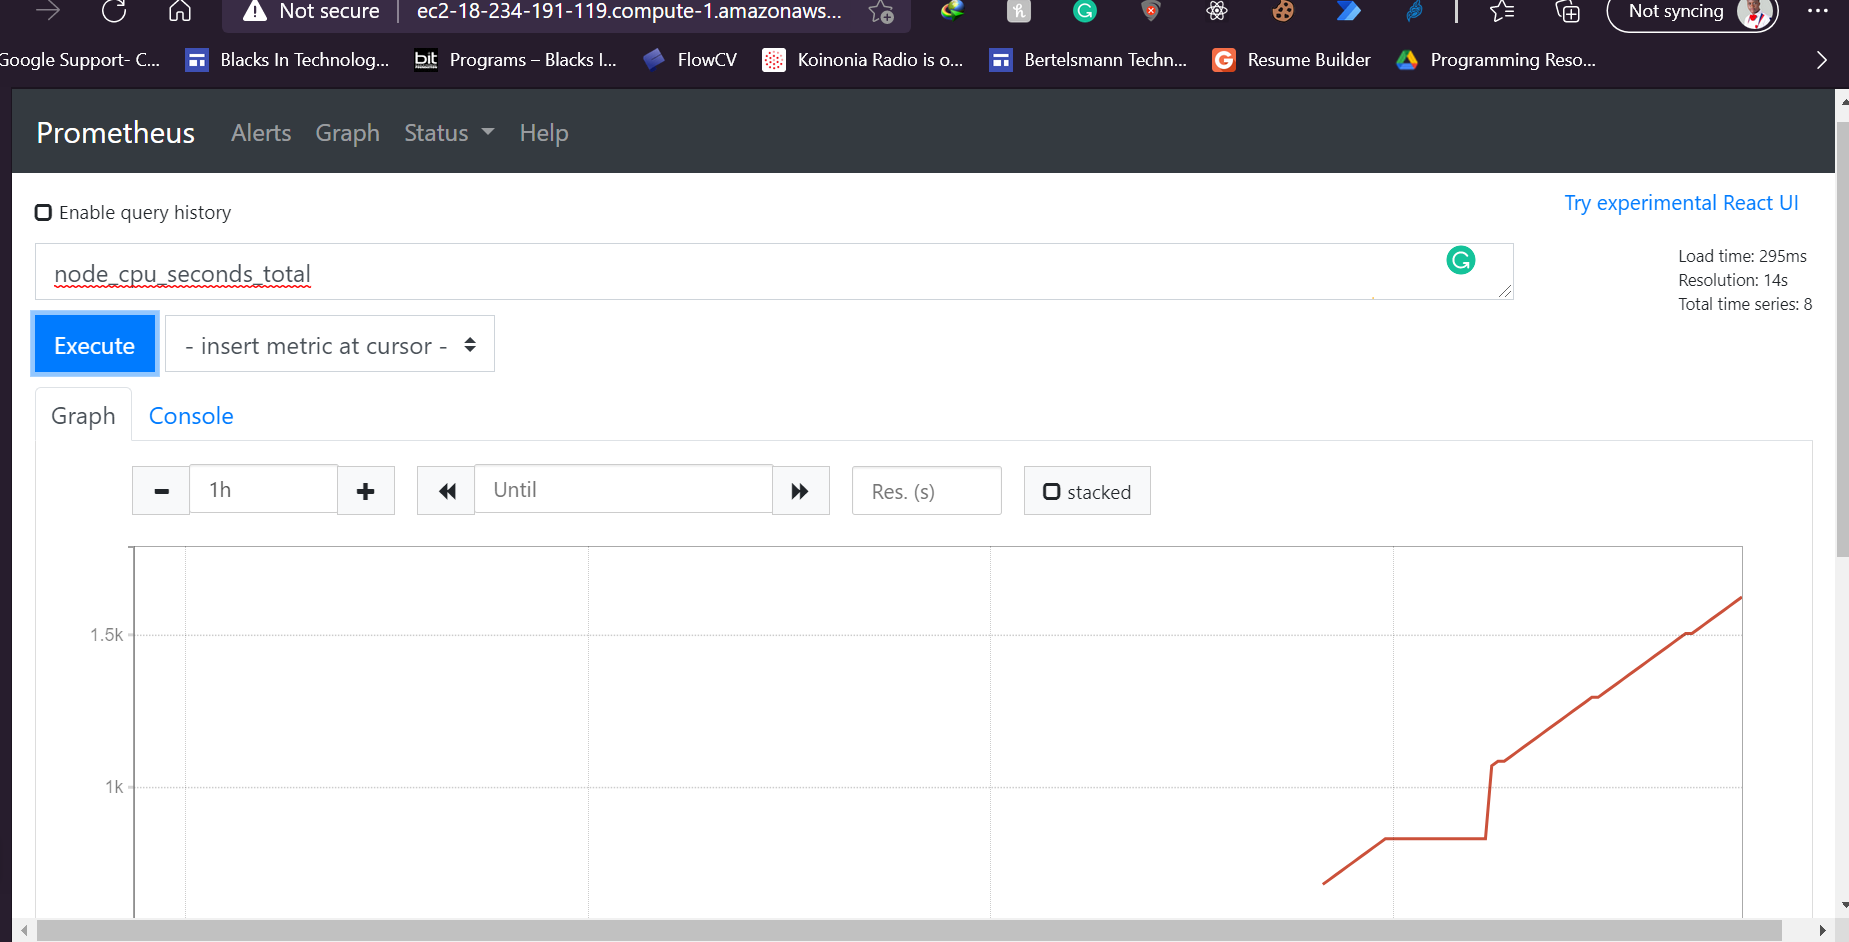 Not secure ec2-18-234-191-119.compute-1.amazonaws... Not syncing
Google Support- C... Blacks In Technolog... bit Programs – Blacks I... FlowCV Koinonia Radio is o... Bertelsmann Techn... Resume Builder Programming Reso...
Prometheus Alerts Graph Status Help
Try experimental React UI
Enable query history
node_cpu_seconds_total
Load time: 295ms
Resolution: 14s
Total time series: 8
Execute - insert metric at cursor -
Graph Console
1h Until Res. (s) stacked
1.5k
1k